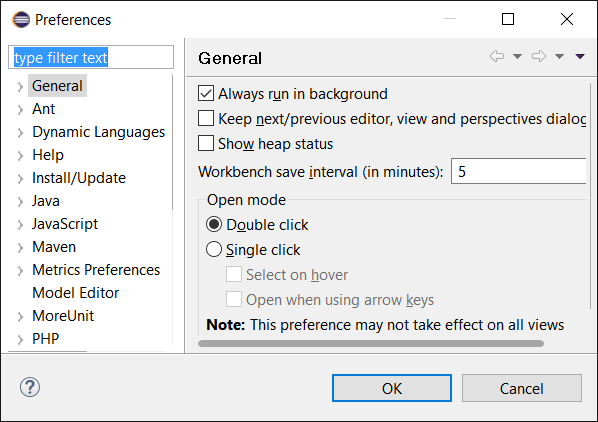 Preferences
type filter text
General
Ant
Dynamic Languages
Help
Install/Update
Java
JavaScript
Maven
Metrics Preferences
Model Editor
MoreUnit
PHP
General
Always run in background
Keep next/previous editor, view and perspectives dialog
Show heap status
Workbench save interval (in minutes): 5
Open mode
Double click
Single click
Select on hover
Open when using arrow keys
Note: This preference may not take effect on all views
?
OK
Cancel